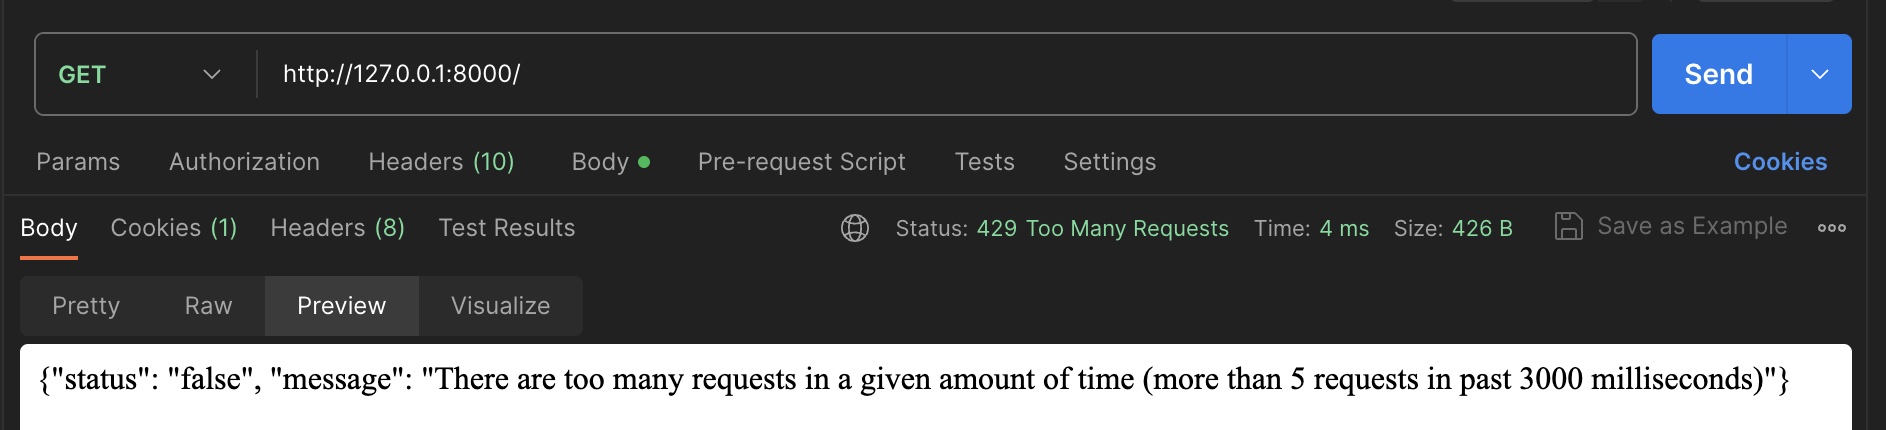 GET http://127.0.0.1:8000/ Send
Params Authorization Headers (10) Body Pre-request Script Tests Settings Cookies
Body Cookies (1) Headers (8) Test Results Status: 429 Too Many Requests Time: 4 ms Size: 426 B Save as Example
Pretty Raw Preview Visualize
{"status": "false", "message": "There are too many requests in a given amount of time (more than 5 requests in past 3000 milliseconds)"}